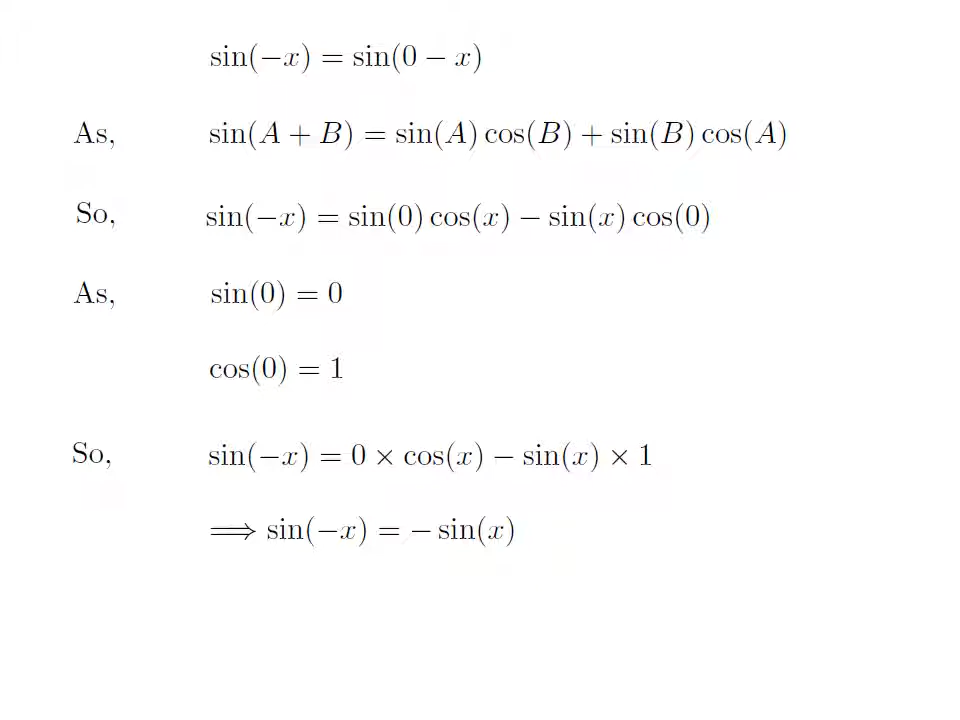 sin(−x) = sin(0 − x)
As, sin(A + B) = sin(A) cos(B) + sin(B) cos(A)
So, sin(−x) = sin(0) cos(x) − sin(x) cos(0)
As, sin(0) = 0
cos(0) = 1
So, sin(−x) = 0 × cos(x) − sin(x) × 1
⟹ sin(−x) = − sin(x)